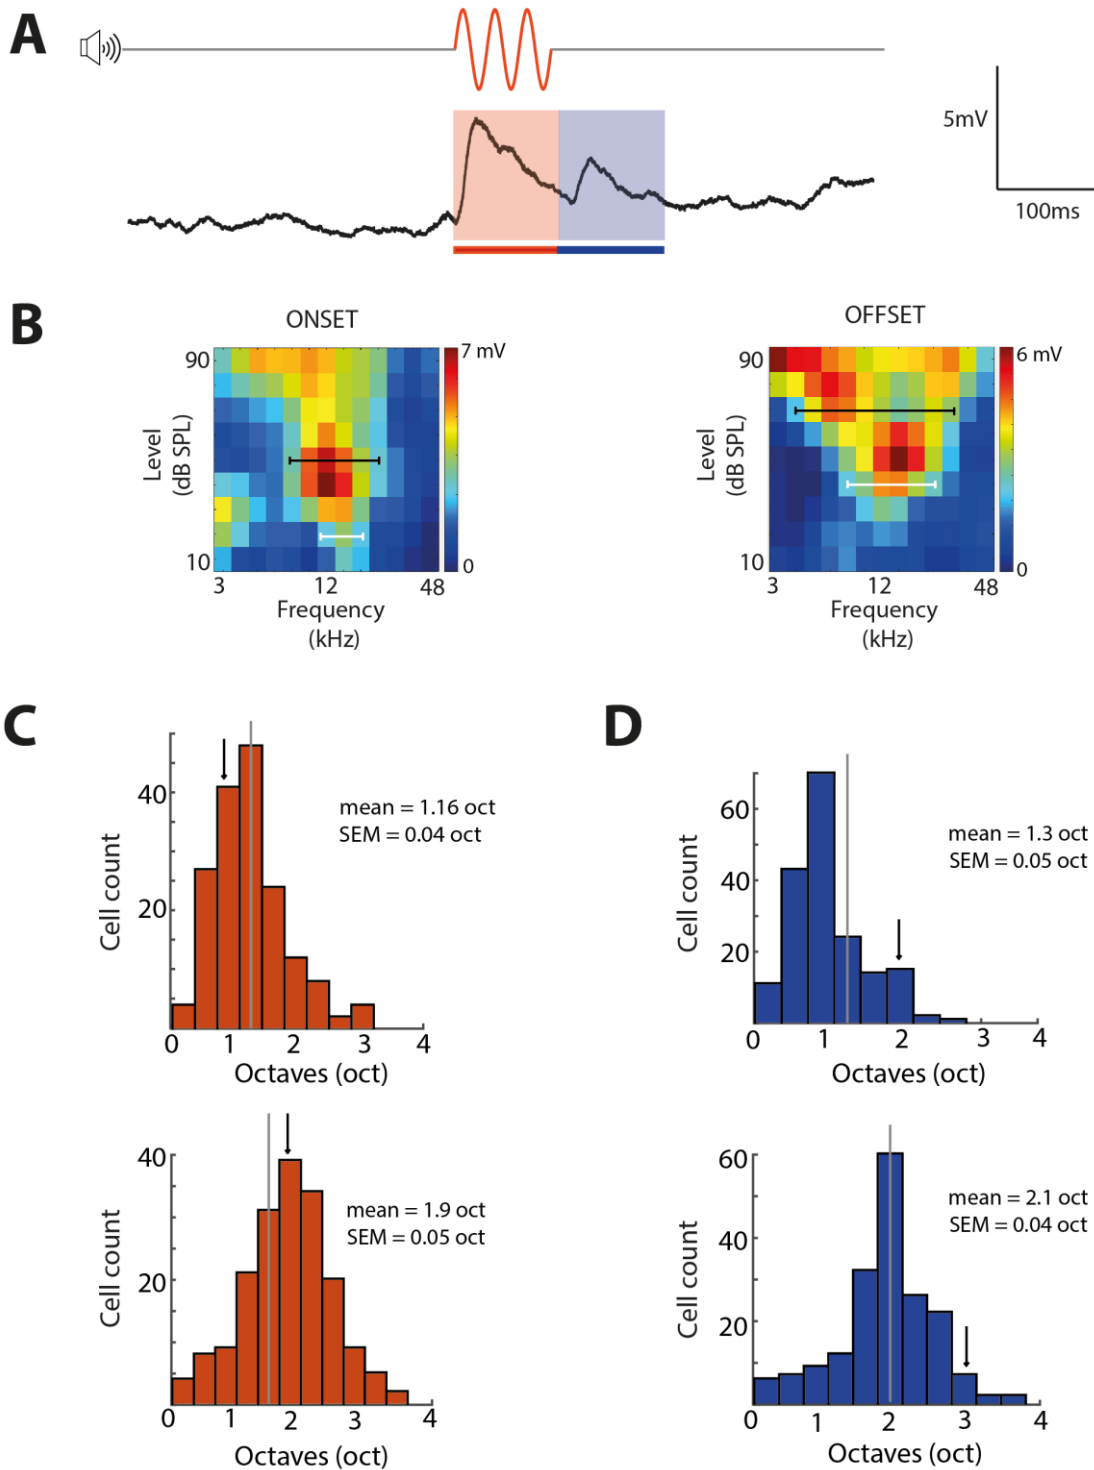 A
5mV
100ms
B
ONSET
OFFSET
90
7 mV
Level
(dB SPL)
10
0
3
12
48
Frequency
(kHz)
90
6 mV
Level
(dB SPL)
10
0
3
12
48
Frequency
(kHz)
C
40
20
Cell count
mean = 1.16 oct
SEM = 0.04 oct
0
1
2
3
4
Octaves (oct)
40
20
Cell count
mean = 1.9 oct
SEM = 0.05 oct
0
1
2
3
4
Octaves (oct)
D
60
40
20
Cell count
mean = 1.3 oct
SEM = 0.05 oct
0
1
2
3
4
Octaves (oct)
60
40
20
Cell count
mean = 2.1 oct
SEM = 0.04 oct
0
1
2
3
4
Octaves (oct)